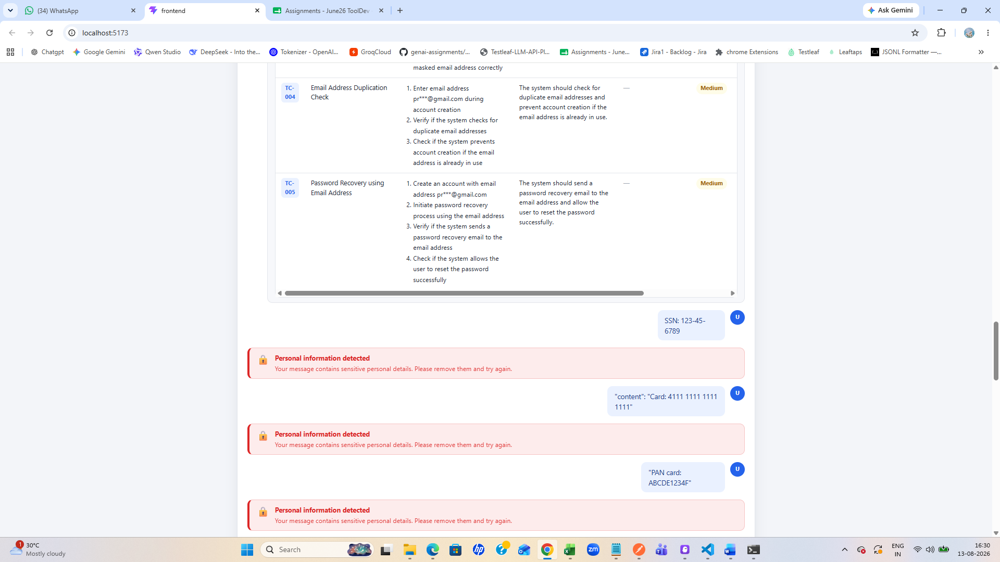 (34) WhatsApp
frontend
Assignments - June26 ToolDev
Ask Gemini
localhost:5173
Chatgpt
Google Gemini
Qwen Studio
DeepSeek - Into the...
Tokenizer - OpenAI...
GroqCloud
genai-assignments/...
Testleaf-LLM-API-Pl...
Assignments - June...
Jira1 - Backlog - Jira
chrome Extensions
Testleaf
Leaftaps
JSONL Formatter —...
masked email address correctly
TC-
004
Email Address Duplication
Check
1. Enter email address
pr***@gmail.com during
account creation
2. Verify if the system checks for
duplicate email addresses
3. Check if the system prevents
account creation if the email
address is already in use
The system should check for
duplicate email addresses and
prevent account creation if the
email address is already in use.
—
Medium
TC-
005
Password Recovery using
Email Address
1. Create an account with email
address pr***@gmail.com
2. Initiate password recovery
process using the email address
3. Verify if the system sends a
password recovery email to the
email address
4. Check if the system allows the
user to reset the password
successfully
The system should send a
password recovery email to the
email address and allow the
user to reset the password
successfully.
—
Medium
SSN: 123-45-
6789
U
Personal information detected
Your message contains sensitive personal details. Please remove them and try again.
"content": "Card: 4111 1111 1111
1111"
U
Personal information detected
Your message contains sensitive personal details. Please remove them and try again.
"PAN card:
ABCDE1234F"
U
Personal information detected
Your message contains sensitive personal details. Please remove them and try again.
1
30°C
Mostly cloudy
Search
hp
zm
ENG
IN
16:30
13-08-2026